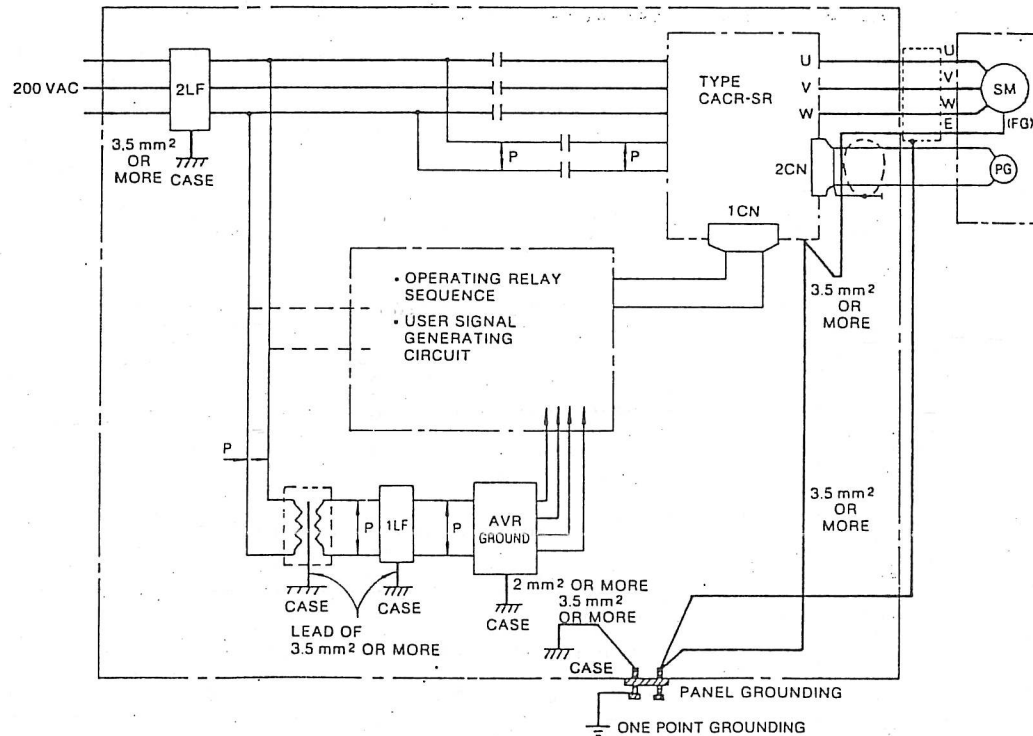 200 VAC
2LF
3.5 mm²
OR
MORE
CASE
P
P
TYPE
CACR-SR
U
V
W
U
V
W
E
SM
(FG)
2CN
PG
1CN
• OPERATING RELAY
SEQUENCE
• USER SIGNAL
GENERATING
CIRCUIT
3.5 mm²
OR
MORE
P
P
1LF
P
AVR
GROUND
3.5 mm²
OR
MORE
CASE
CASE
LEAD OF
3.5 mm² OR MORE
2 mm² OR MORE
3.5 mm²
OR MORE
CASE
CASE
PANEL GROUNDING
ONE POINT GROUNDING